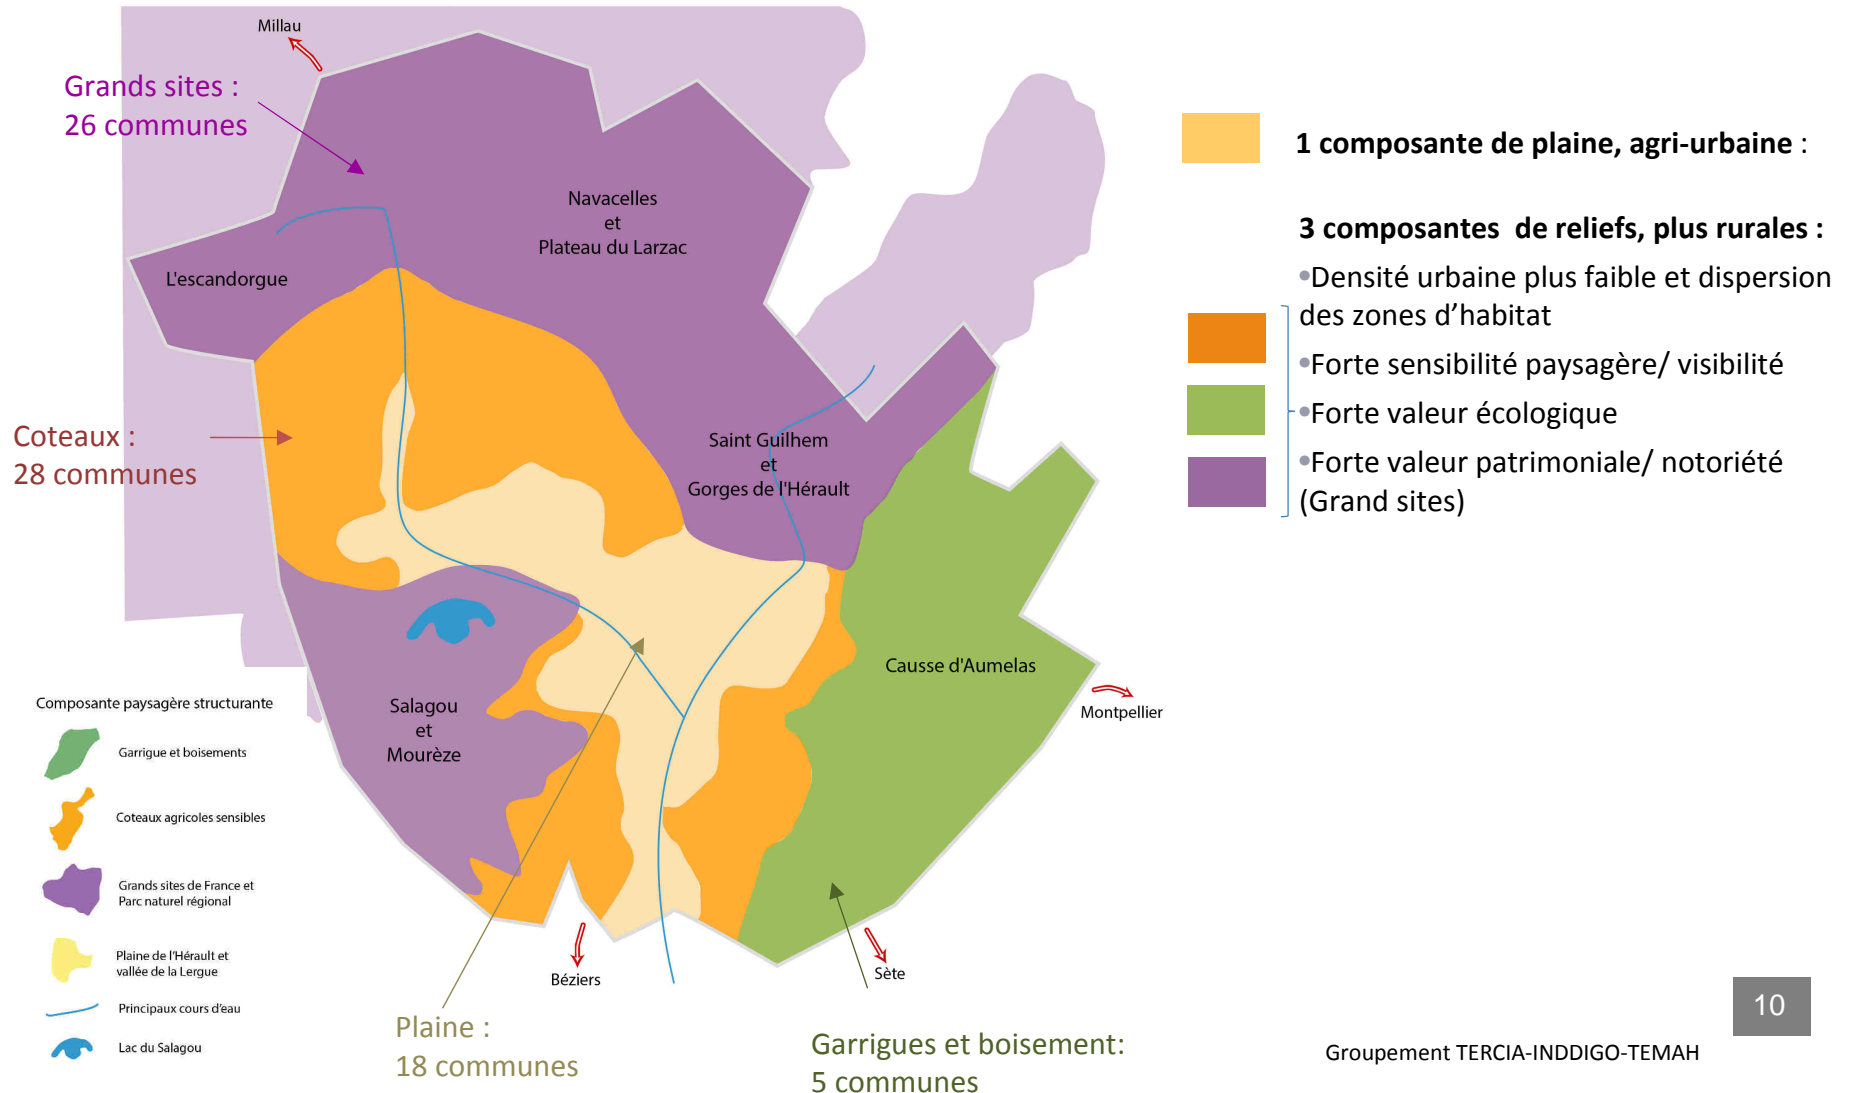 Millau
Grands sites :
26 communes
Navacelles
et
Plateau du Larzac
L'escandorgue
Coteaux :
28 communes
Saint Guilhem
et
Gorges de l'Hérault
Causse d'Aumelas
Salagou
et
Mourèze
Montpellier
Béziers
Sète
Plaine :
18 communes
Garrigues et boisement:
5 communes
Composante paysagère structurante
Garrigue et boisements
Coteaux agricoles sensibles
Grands sites de France et
Parc naturel régional
Plaine de l'Hérault et
vallée de la Lergue
Principaux cours d'eau
Lac du Salagou
1 composante de plaine, agri-urbaine :
3 composantes  de reliefs, plus rurales :
•Densité urbaine plus faible et dispersion
des zones d’habitat
•Forte sensibilité paysagère/ visibilité
•Forte valeur écologique
•Forte valeur patrimoniale/ notoriété
(Grand sites)
10
Groupement TERCIA-INDDIGO-TEMAH